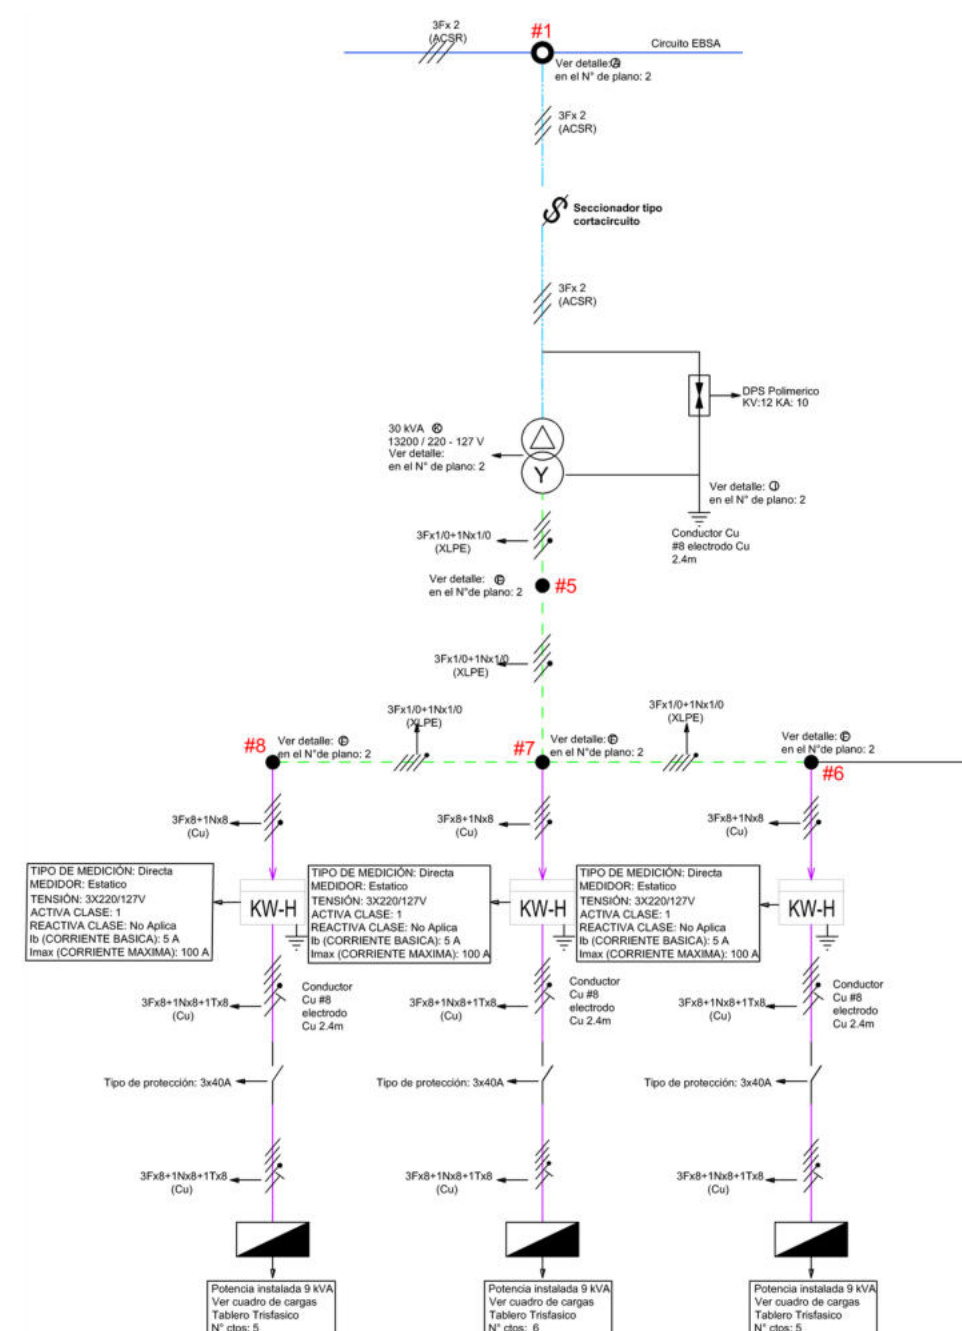 3Fx 2
(ACSR)
#1
Circuito EBSA
Ver detalle: A
en el N° de plano: 2
3Fx 2
(ACSR)
Seccionador tipo
cortacircuito
3Fx 2
(ACSR)
DPS Polimerico
KV:12 KA: 10
30 kVA K
13200 / 220 - 127 V
Ver detalle:
en el N° de plano: 2
Y
Ver detalle: J
en el N° de plano: 2
Conductor Cu
#8 electrodo Cu
2.4m
3Fx1/0+1Nx1/0
(XLPE)
Ver detalle:
en el N°de plano: 2
#5
3Fx1/0+1Nx1/0
(XLPE)
3Fx1/0+1Nx1/0
(XLPE)
3Fx1/0+1Nx1/0
(XLPE)
#8
Ver detalle:
en el N°de plano: 2
#7
Ver detalle:
en el N°de plano: 2
Ver detalle:
en el N°de plano: 2
#6
3Fx8+1Nx8
(Cu)
3Fx8+1Nx8
(Cu)
3Fx8+1Nx8
(Cu)
TIPO DE MEDICIÓN: Directa
MEDIDOR: Estatico
TENSIÓN: 3X220/127V
ACTIVA CLASE: 1
REACTIVA CLASE: No Aplica
Ib (CORRIENTE BASICA): 5 A
Imax (CORRIENTE MAXIMA): 100 A
KW-H
TIPO DE MEDICIÓN: Directa
MEDIDOR: Estatico
TENSIÓN: 3X220/127V
ACTIVA CLASE: 1
REACTIVA CLASE: No Aplica
Ib (CORRIENTE BASICA): 5 A
Imax (CORRIENTE MAXIMA): 100 A
KW-H
TIPO DE MEDICIÓN: Directa
MEDIDOR: Estatico
TENSIÓN: 3X220/127V
ACTIVA CLASE: 1
REACTIVA CLASE: No Aplica
Ib (CORRIENTE BASICA): 5 A
Imax (CORRIENTE MAXIMA): 100 A
KW-H
3Fx8+1Nx8+1Tx8
(Cu)
Conductor
Cu #8
electrodo
Cu 2.4m
3Fx8+1Nx8+1Tx8
(Cu)
Conductor
Cu #8
electrodo
Cu 2.4m
3Fx8+1Nx8+1Tx8
(Cu)
Conductor
Cu #8
electrodo
Cu 2.4m
Tipo de protección: 3x40A
Tipo de protección: 3x40A
Tipo de protección: 3x40A
3Fx8+1Nx8+1Tx8
(Cu)
3Fx8+1Nx8+1Tx8
(Cu)
3Fx8+1Nx8+1Tx8
(Cu)
Potencia instalada 9 kVA
Ver cuadro de cargas
Tablero Trisfasico
N° ctos: 5
Potencia instalada 9 kVA
Ver cuadro de cargas
Tablero Trisfasico
N° ctos: 6
Potencia instalada 9 kVA
Ver cuadro de cargas
Tablero Trisfasico
N° ctos: 5